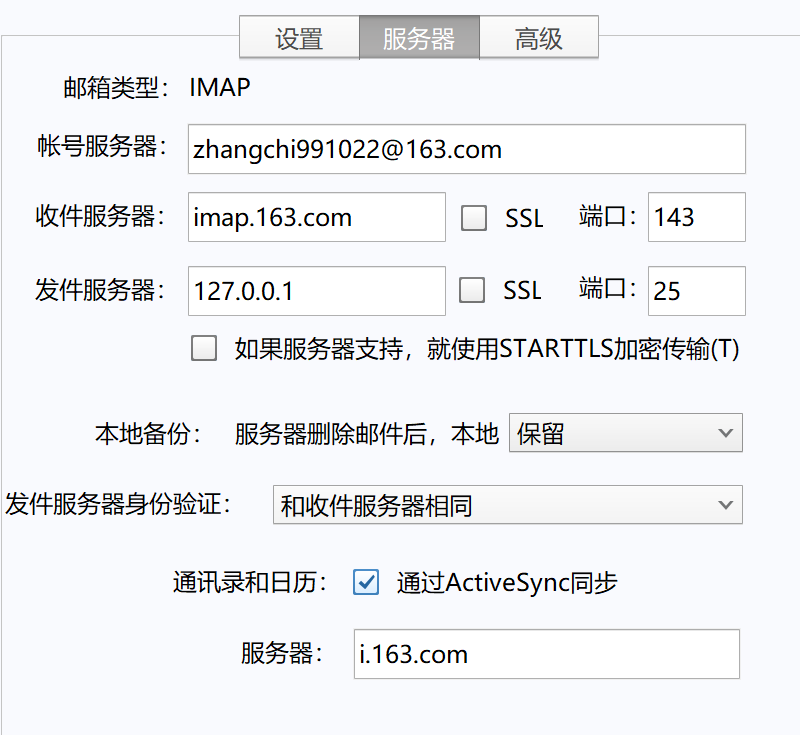 设置 服务器 高级
邮箱类型： IMAP
帐号服务器： zhangchi991022@163.com
收件服务器： imap.163.com SSL 端口： 143
发件服务器： 127.0.0.1 SSL 端口： 25
如果服务器支持，就使用STARTTLS加密传输(T)
本地备份： 服务器删除邮件后，本地 保留
发件服务器身份验证： 和收件服务器相同
通讯录和日历： 通过ActiveSync同步
服务器： i.163.com